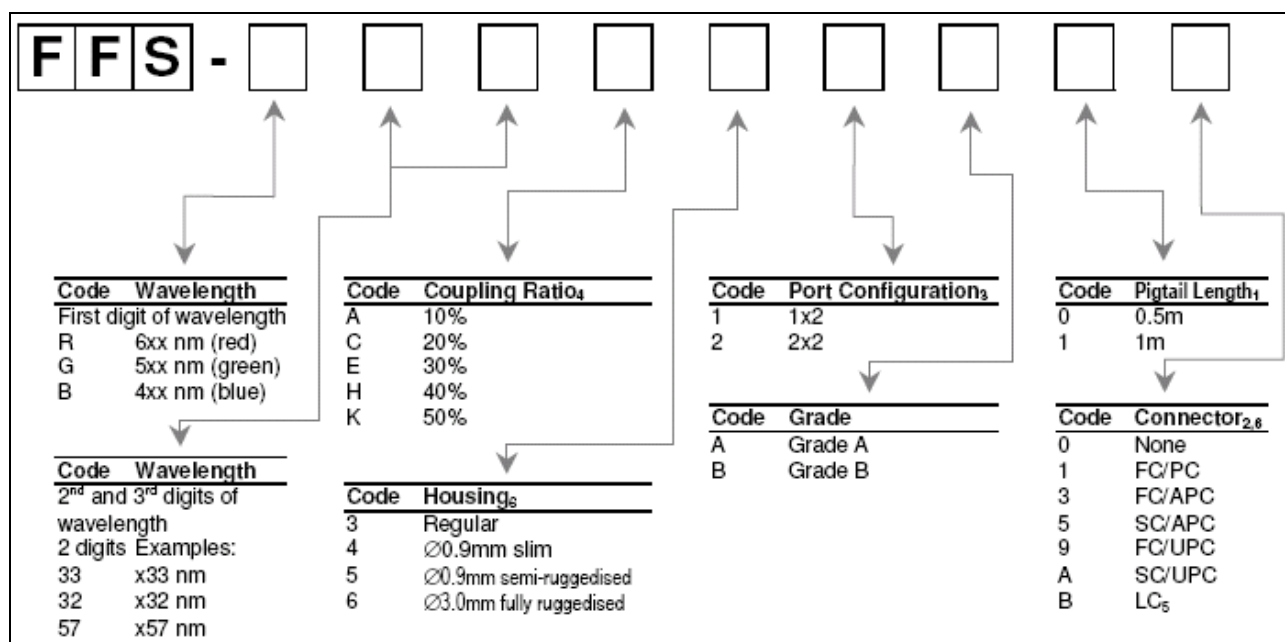 FFS-
Code Wavelength
First digit of wavelength
R 6xx nm (red)
G 5xx nm (green)
B 4xx nm (blue)
Code Wavelength
2nd and 3rd digits of
wavelength
2 digits Examples:
33 x33 nm
32 x32 nm
57 x57 nm
Code Coupling Ratio4
A 10%
C 20%
E 30%
H 40%
K 50%
Code Housing6
3 Regular
4 ∅0.9mm slim
5 ∅0.9mm semi-ruggedised
6 ∅3.0mm fully ruggedised
Code Port Configuration3
1 1x2
2 2x2
Code Grade
A Grade A
B Grade B
Code Pigtail Length1
0 0.5m
1 1m
Code Connector2,6
0 None
1 FC/PC
3 FC/APC
5 SC/APC
9 FC/UPC
A SC/UPC
B LC5